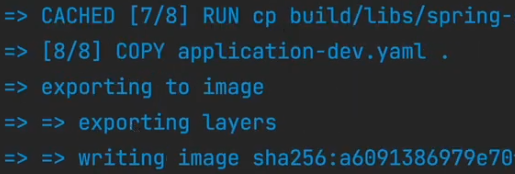 => CACHED [7/8] RUN cp build/libs/spring-
=> [8/8] COPY application-dev.yaml .
=> exporting to image
=> => exporting layers
=> => writing image sha256:a6091386979e70